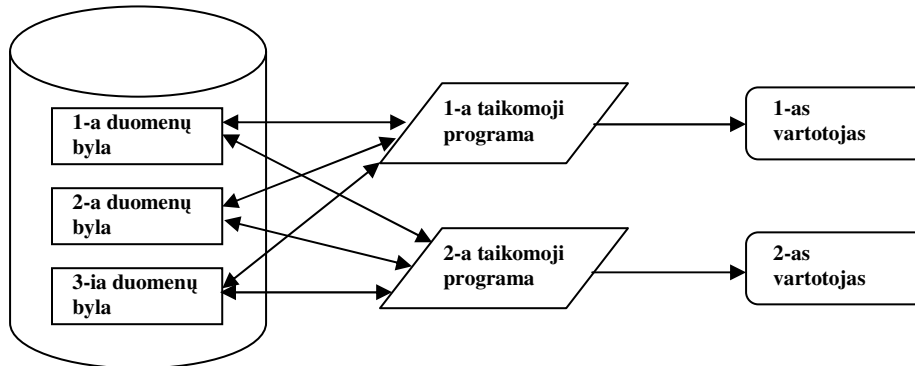 1-a duomenų
byla
2-a duomenų
byla
3-ia duomenų
byla
1-a taikomoji
programa
2-a taikomoji
programa
1-as
vartotojas
2-as
vartotojas